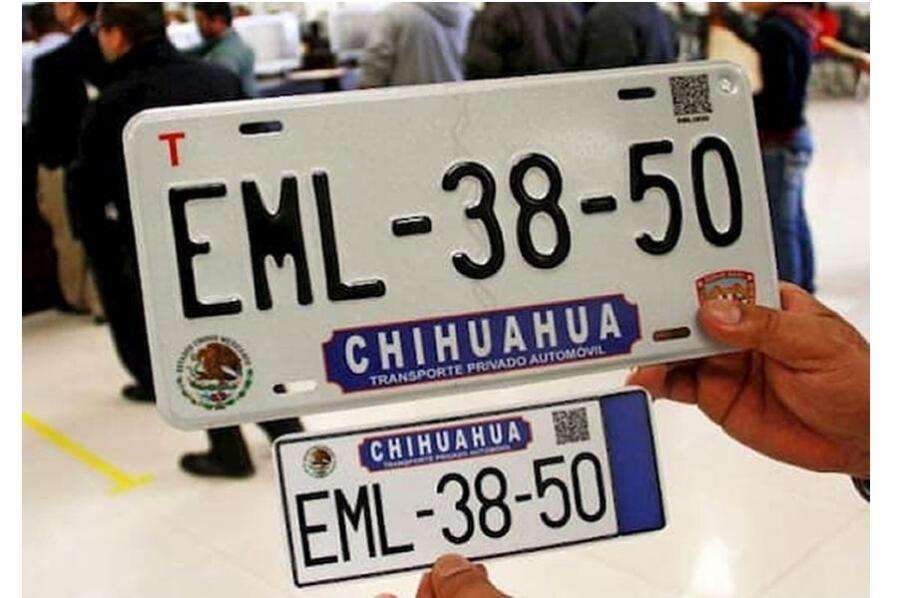 T
EML-38-50
CHIHUAHUA
TRANSPORTE PRIVADO AUTOMÓVIL
CHIHUAHUA
TRANSPORTE PRIVADO AUTOMÓVIL
EML-38-50